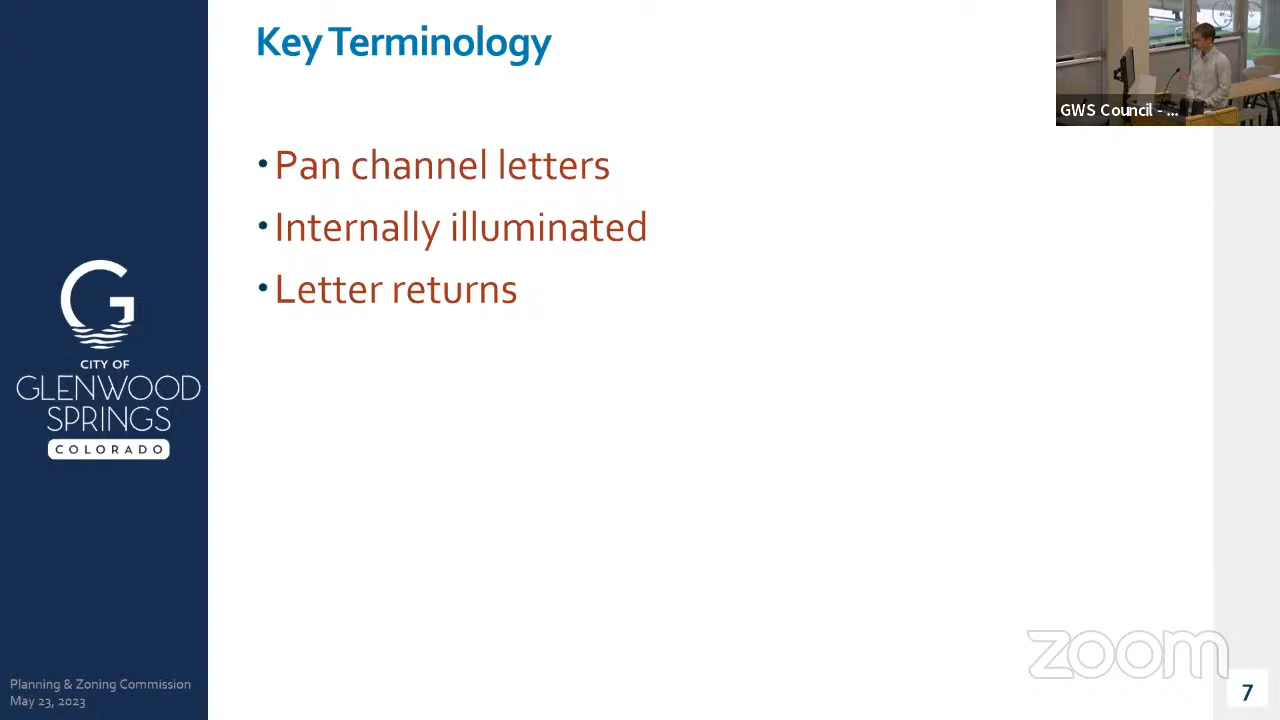 Key Terminology
GWS Council - ...
•Pan channel letters
•Internally illuminated
•Letter returns
G
CITY OF
GLENWOOD
SPRINGS
COLORADO
zoom
Planning & Zoning Commission
May 23, 2023
7